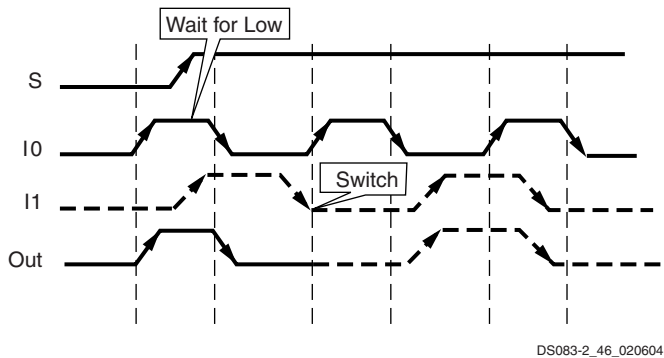 Wait for Low
S
I0
I1
Switch
Out
DS083-2_46_020604